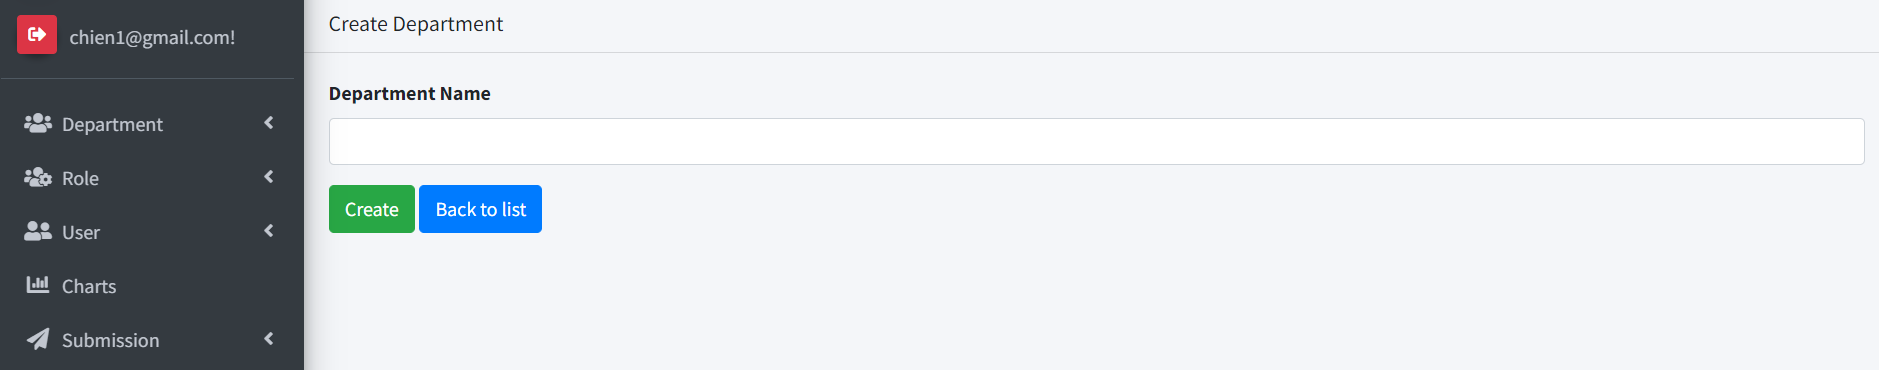 chien1@gmail.com!
Department
Role
User
Charts
Submission
Create Department
Department Name
Create
Back to list